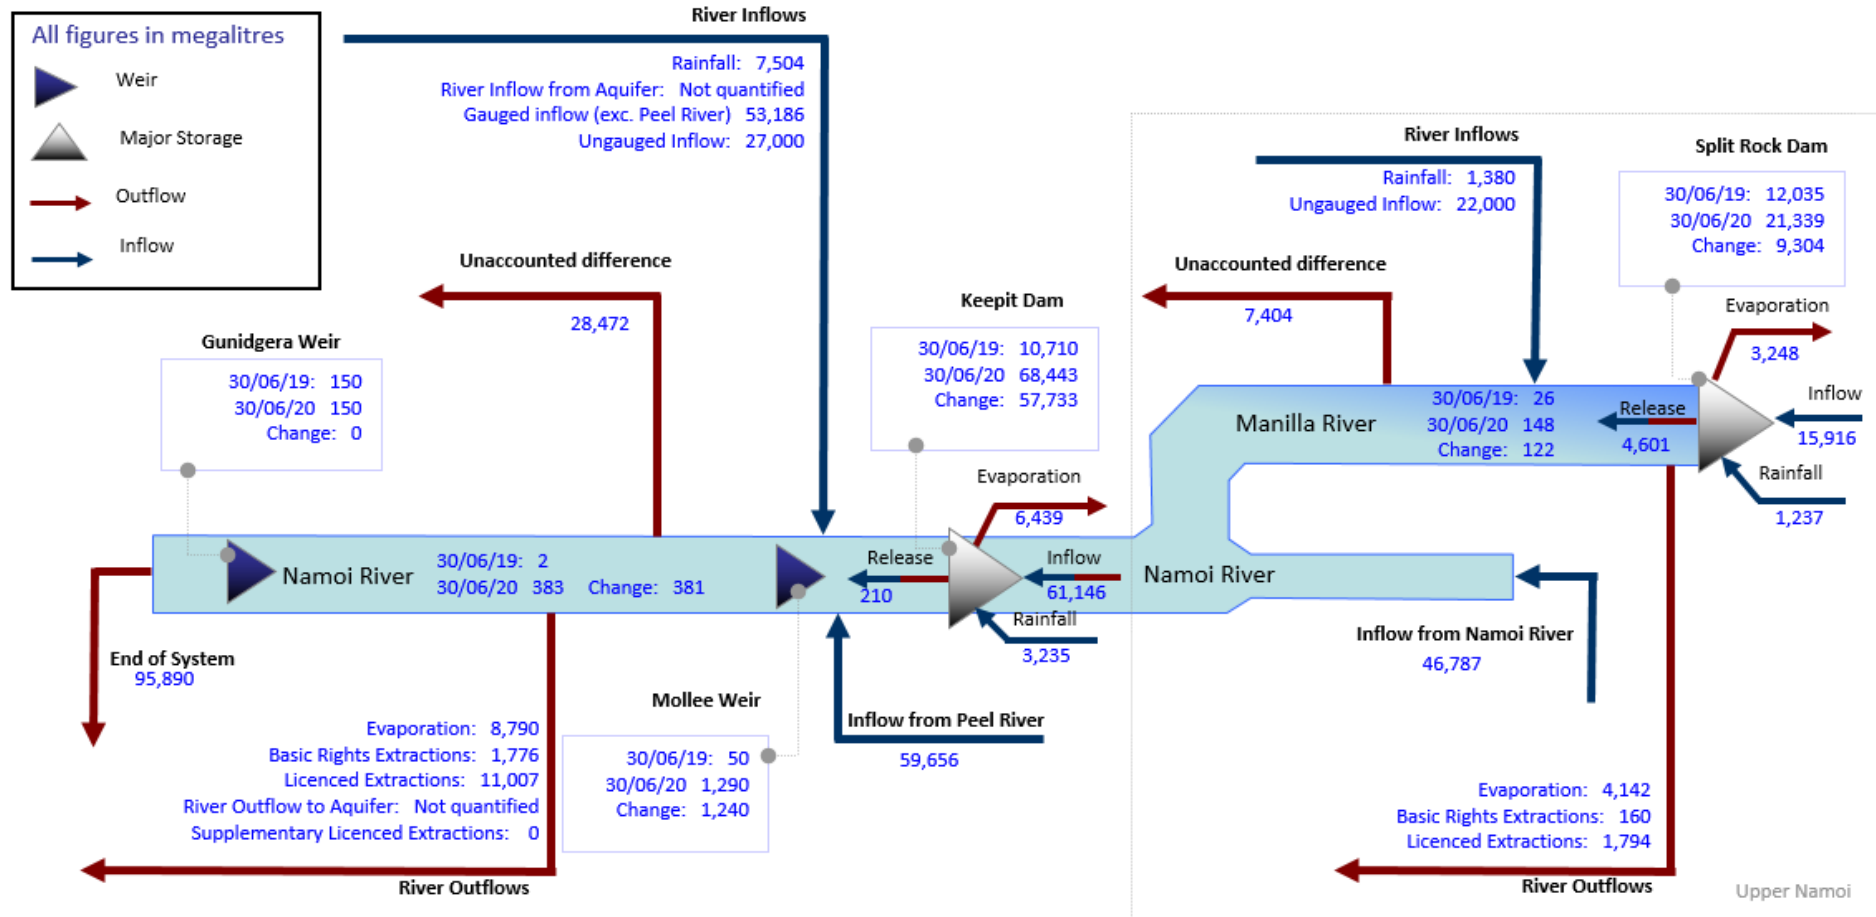 All figures in megalitres
Weir
Major Storage
Outflow
Inflow
River Inflows
Rainfall: 7,504
River Inflow from Aquifer: Not quantified
Gauged inflow (exc. Peel River) 53,186
Ungauged Inflow: 27,000
River Inflows
Rainfall: 1,380
Ungauged Inflow: 22,000
Split Rock Dam
30/06/19: 12,035
30/06/20 21,339
Change: 9,304
Unaccounted difference
28,472
Unaccounted difference
7,404
Keepit Dam
30/06/19: 10,710
30/06/20 68,443
Change: 57,733
Evaporation
3,248
Inflow
15,916
Rainfall
1,237
Gunidgera Weir
30/06/19: 150
30/06/20 150
Change: 0
Manilla River
30/06/19: 26
30/06/20 148
Change: 122
Release
4,601
Evaporation
6,439
Namoi River
30/06/19: 2
30/06/20 383 Change: 381
Release
210
Inflow
61,146
Rainfall
3,235
Namoi River
Inflow from Namoi River
46,787
End of System
95,890
Mollee Weir
30/06/19: 50
30/06/20 1,290
Change: 1,240
Inflow from Peel River
59,656
Evaporation: 8,790
Basic Rights Extractions: 1,776
Licenced Extractions: 11,007
River Outflow to Aquifer: Not quantified
Supplementary Licenced Extractions: 0
River Outflows
Evaporation: 4,142
Basic Rights Extractions: 160
Licenced Extractions: 1,794
River Outflows
Upper Namoi